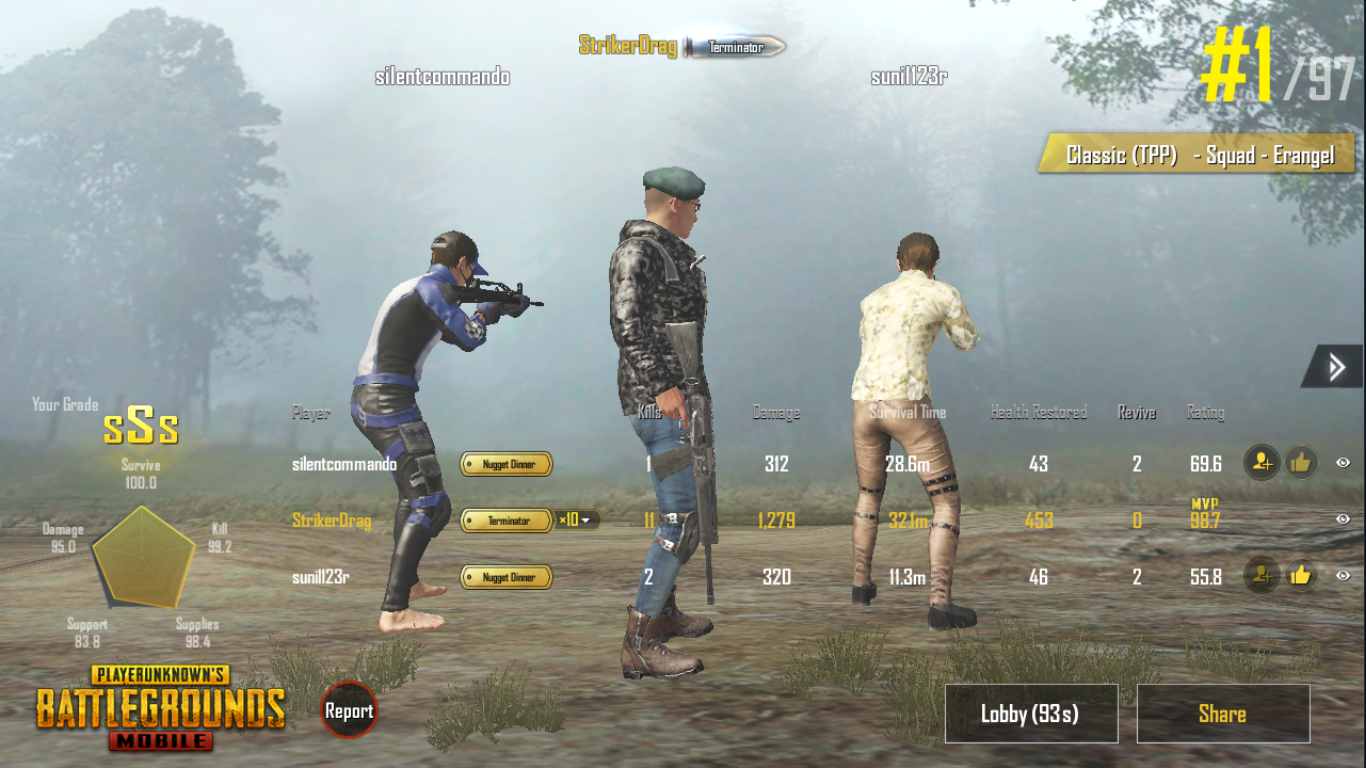 StrikerDrag Terminator
silentcommando
sunil123r
#1/97
Classic (TPP) - Squad - Erangel
Your Grade
sSs
Survive
100.0
Damage
95.0
Kill
99.2
Support
83.8
Supplies
98.4
Player Kills Damage Survival Time Health Restored Revive Rating
silentcommando Nugget Dinner 1 312 28.6m 43 2 69.6
MVP
StrikerDrag Terminator ×10 11 1,279 32.1m 453 0 98.7
sunil123r Nugget Dinner 2 320 11.3m 46 2 55.8
PLAYERUNKNOWN'S
BATTLEGROUNDS
MOBILE
Report
Lobby (93s)
Share